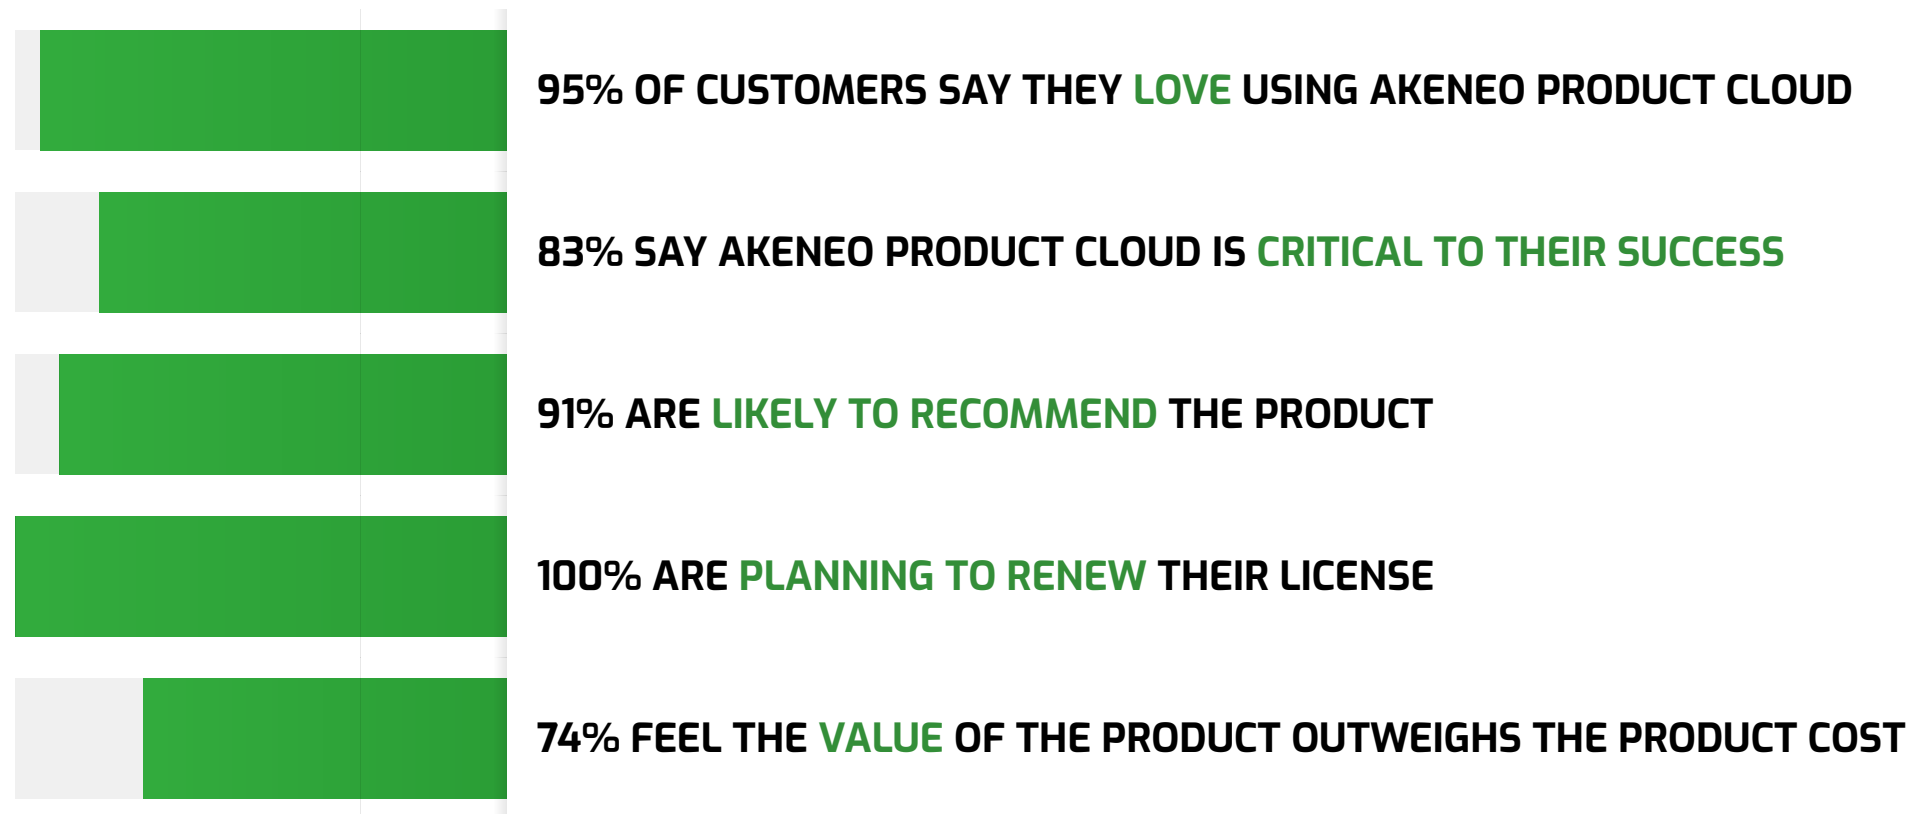 95% OF CUSTOMERS SAY THEY LOVE USING AKENEO PRODUCT CLOUD
83% SAY AKENEO PRODUCT CLOUD IS CRITICAL TO THEIR SUCCESS
91% ARE LIKELY TO RECOMMEND THE PRODUCT
100% ARE PLANNING TO RENEW THEIR LICENSE
74% FEEL THE VALUE OF THE PRODUCT OUTWEIGHS THE PRODUCT COST